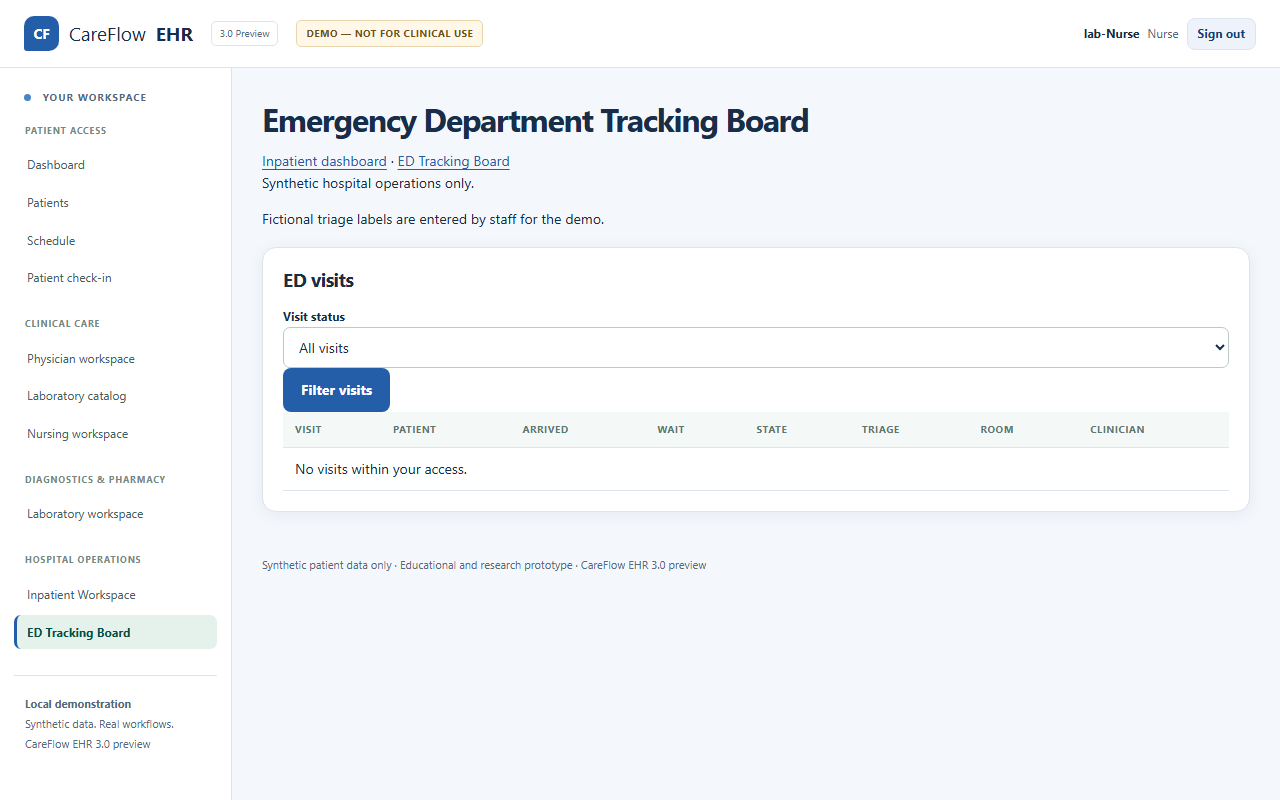 CF CareFlow EHR 3.0 Preview DEMO — NOT FOR CLINICAL USE lab-Nurse Nurse Sign out
YOUR WORKSPACE
PATIENT ACCESS
Dashboard
Patients
Schedule
Patient check-in
CLINICAL CARE
Physician workspace
Laboratory catalog
Nursing workspace
DIAGNOSTICS & PHARMACY
Laboratory workspace
HOSPITAL OPERATIONS
Inpatient Workspace
ED Tracking Board
Local demonstration
Synthetic data. Real workflows.
CareFlow EHR 3.0 preview
Emergency Department Tracking Board
Inpatient dashboard · ED Tracking Board
Synthetic hospital operations only.
Fictional triage labels are entered by staff for the demo.
ED visits
Visit status
All visits
Filter visits
VISIT PATIENT ARRIVED WAIT STATE TRIAGE ROOM CLINICIAN
No visits within your access.
Synthetic patient data only · Educational and research prototype · CareFlow EHR 3.0 preview